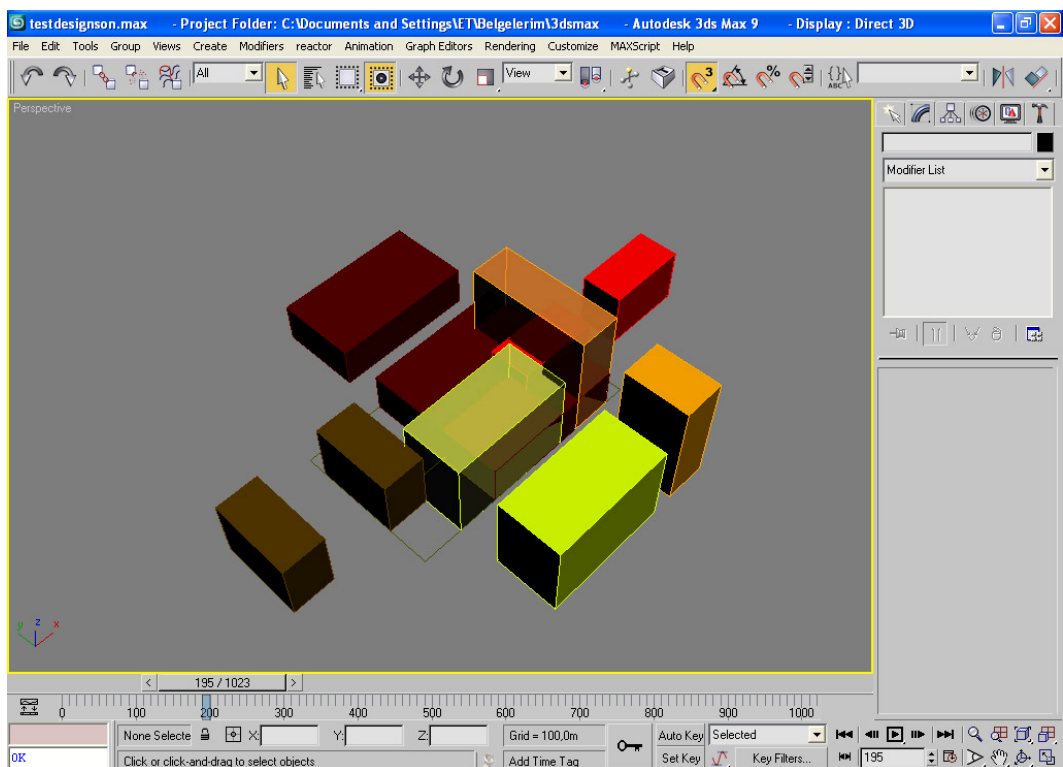 testdesignson.max - Project Folder: C:\Documents and Settings\ET\Belgelerim\3dsmax - Autodesk 3ds Max 9 - Display : Direct 3D
File Edit Tools Group Views Create Modifiers reactor Animation Graph Editors Rendering Customize MAXScript Help
All View 3 % {} ABC
Perspective
Modifier List
y z x
< 195 / 1023 >
0 100 200 300 400 500 600 700 800 900 1000
None Selecte X: Y: Z: Grid = 100,0m Auto Key Selected
OK Click or click-and-drag to select objects Add Time Tag Set Key Key Filters... 195